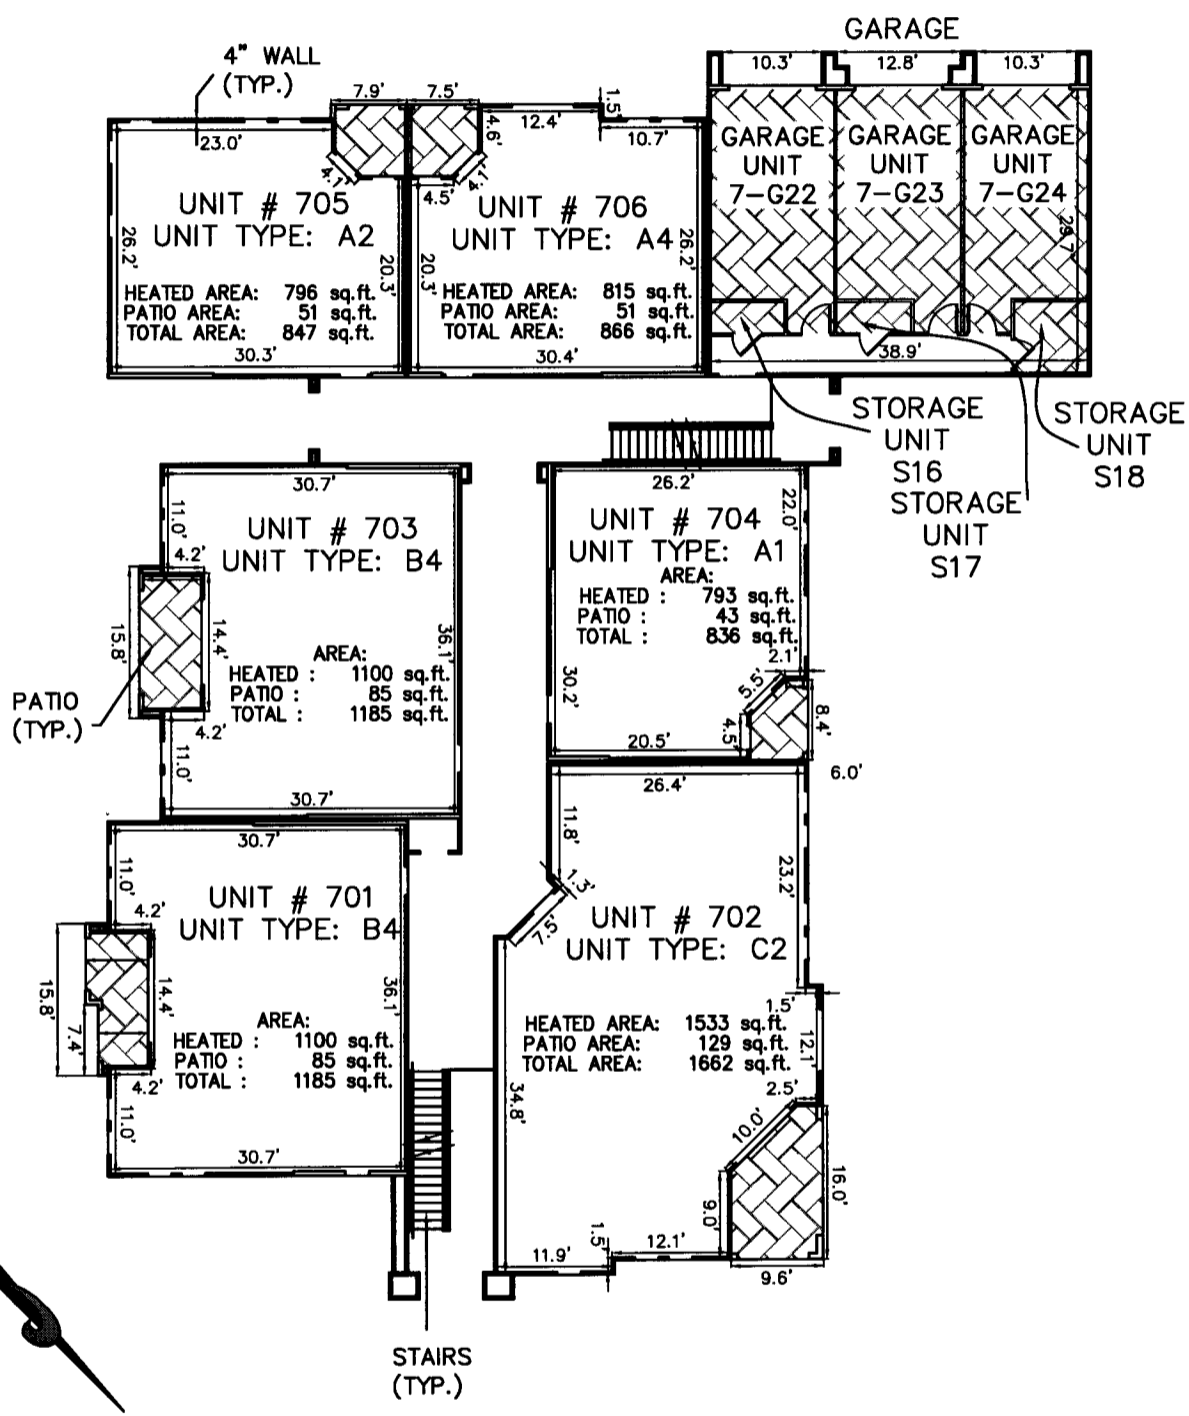 GARAGE
4" WALL
(TYP.)
10.3'
12.8'
10.3'
7.9'
7.5'
1.5'
23.0'
4.6'
12.4'
10.7'
GARAGE
UNIT
7-G22
GARAGE
UNIT
7-G23
GARAGE
UNIT
7-G24
29.7'
4.1'
4.1'
4.5'
UNIT # 705
UNIT TYPE: A2
26.2'
20.3'
HEATED AREA: 796 sq.ft.
PATIO AREA: 51 sq.ft.
TOTAL AREA: 847 sq.ft.
30.3'
UNIT # 706
UNIT TYPE: A4
20.3'
26.2'
HEATED AREA: 815 sq.ft.
PATIO AREA: 51 sq.ft.
TOTAL AREA: 866 sq.ft.
30.4'
38.9'
STORAGE
UNIT
S16
STORAGE
UNIT
S18
STORAGE
UNIT
S17
30.7'
11.0'
UNIT # 703
UNIT TYPE: B4
4.2'
15.8'
14.4'
36.1'
AREA:
HEATED : 1100 sq.ft.
PATIO : 85 sq.ft.
TOTAL : 1185 sq.ft.
PATIO
(TYP.)
4.2'
11.0'
30.7'
26.2'
22.0'
UNIT # 704
UNIT TYPE: A1
AREA:
HEATED : 793 sq.ft.
PATIO : 43 sq.ft.
TOTAL : 836 sq.ft.
2.1'
30.2'
5.5'
4.5'
8.4'
20.5'
6.0'
30.7'
11.0'
UNIT # 701
UNIT TYPE: B4
4.2'
15.8'
7.4'
14.4'
36.1'
AREA:
HEATED : 1100 sq.ft.
PATIO : 85 sq.ft.
TOTAL : 1185 sq.ft.
4.2'
11.0'
30.7'
26.4'
11.8'
23.2'
1.3'
7.5'
UNIT # 702
UNIT TYPE: C2
1.5'
HEATED AREA: 1533 sq.ft.
PATIO AREA: 129 sq.ft.
TOTAL AREA: 1662 sq.ft.
12.1'
34.8'
2.5'
10.0'
16.0'
9.0'
1.5'
12.1'
11.9'
9.6'
STAIRS
(TYP.)